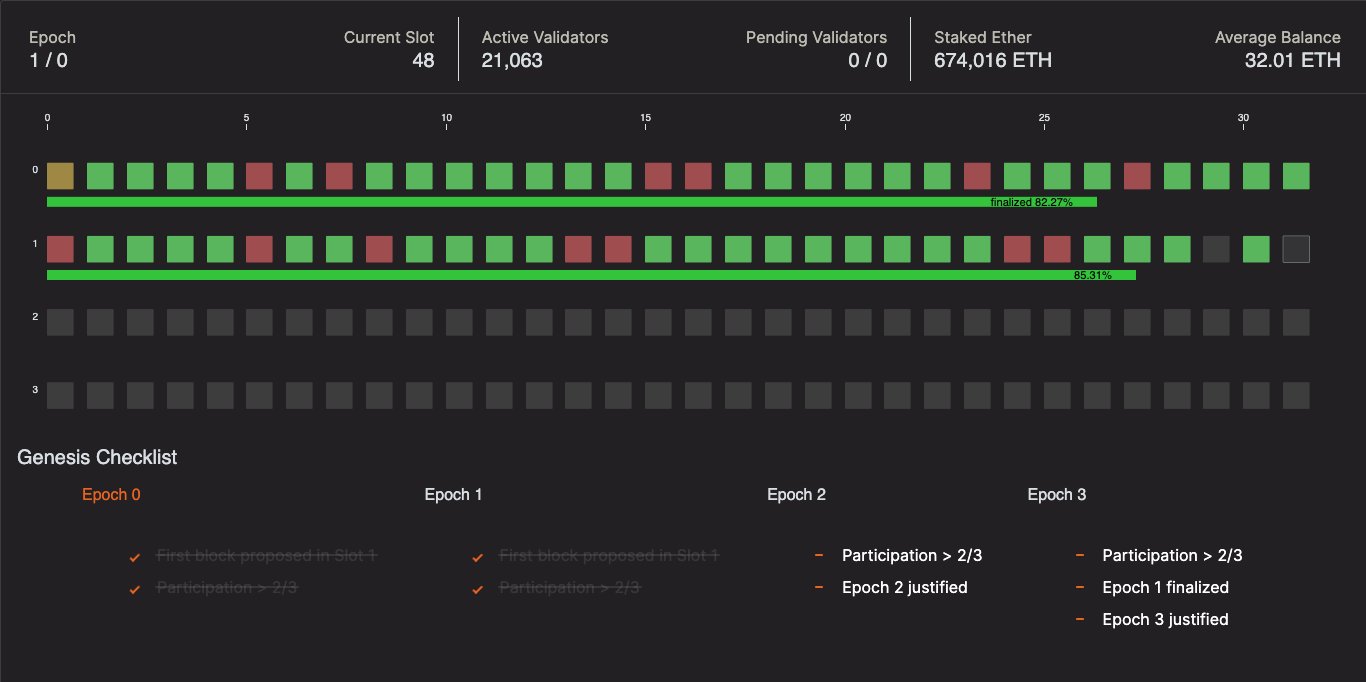 Epoch Current Slot Active Validators Pending Validators Staked Ether Average Balance
1 / 0 48 21,063 0 / 0 674,016 ETH 32.01 ETH
0 5 10 15 20 25 30
0
finalized 82.27%
1
85.31%
2
3
Genesis Checklist
Epoch 0 Epoch 1 Epoch 2 Epoch 3
First block proposed in Slot 1 First block proposed in Slot 1 Participation > 2/3 Participation > 2/3
Participation > 2/3 Participation > 2/3 Epoch 2 justified Epoch 1 finalized
Epoch 3 justified